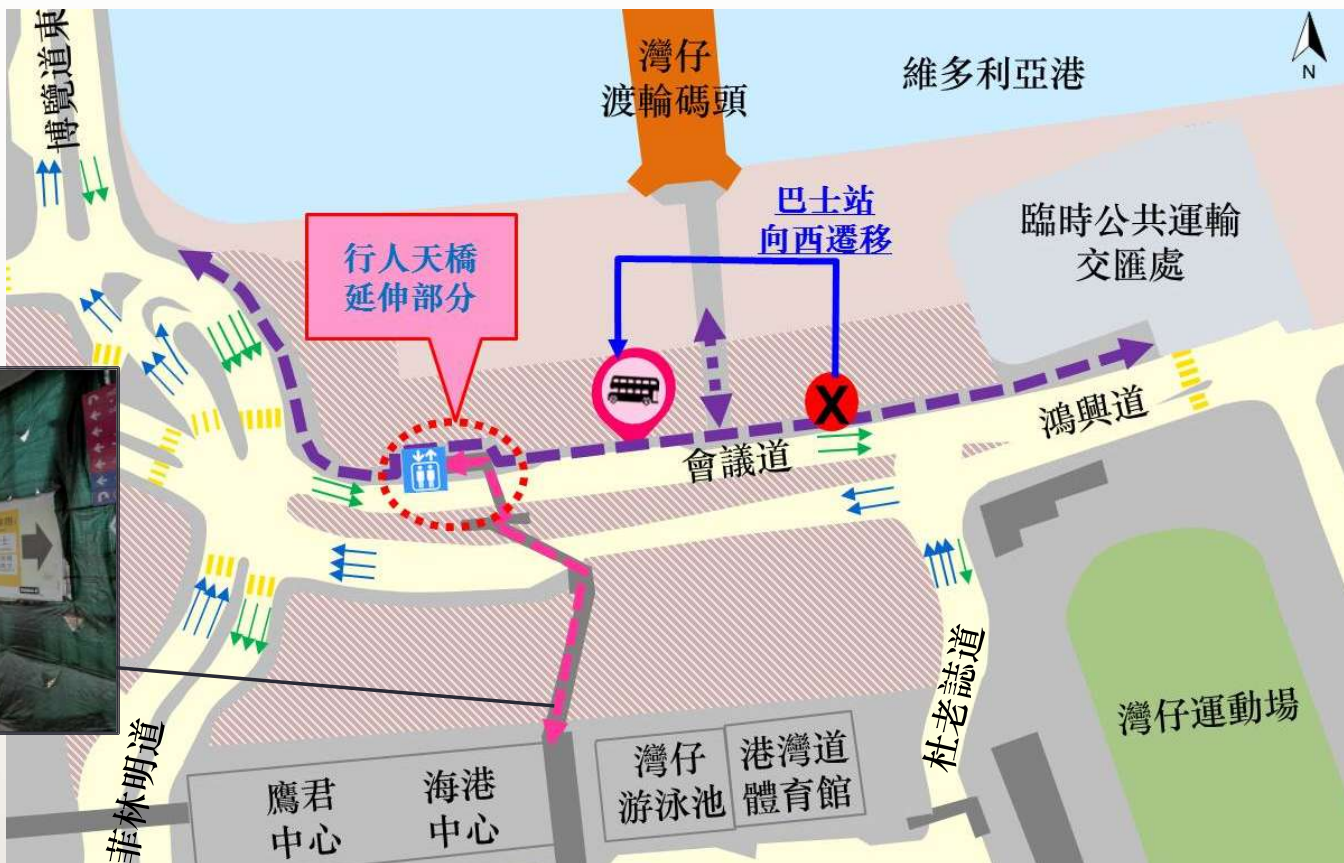 博覽道東
灣仔
渡輪碼頭
維多利亞港
N
巴士站
向西遷移
臨時公共運輸
交匯處
行人天橋
延伸部分
X
鴻興道
會議道
杜老誌道
灣仔運動場
菲林明道
鷹君
中心
海港
中心
灣仔
游泳池
港灣道
體育館